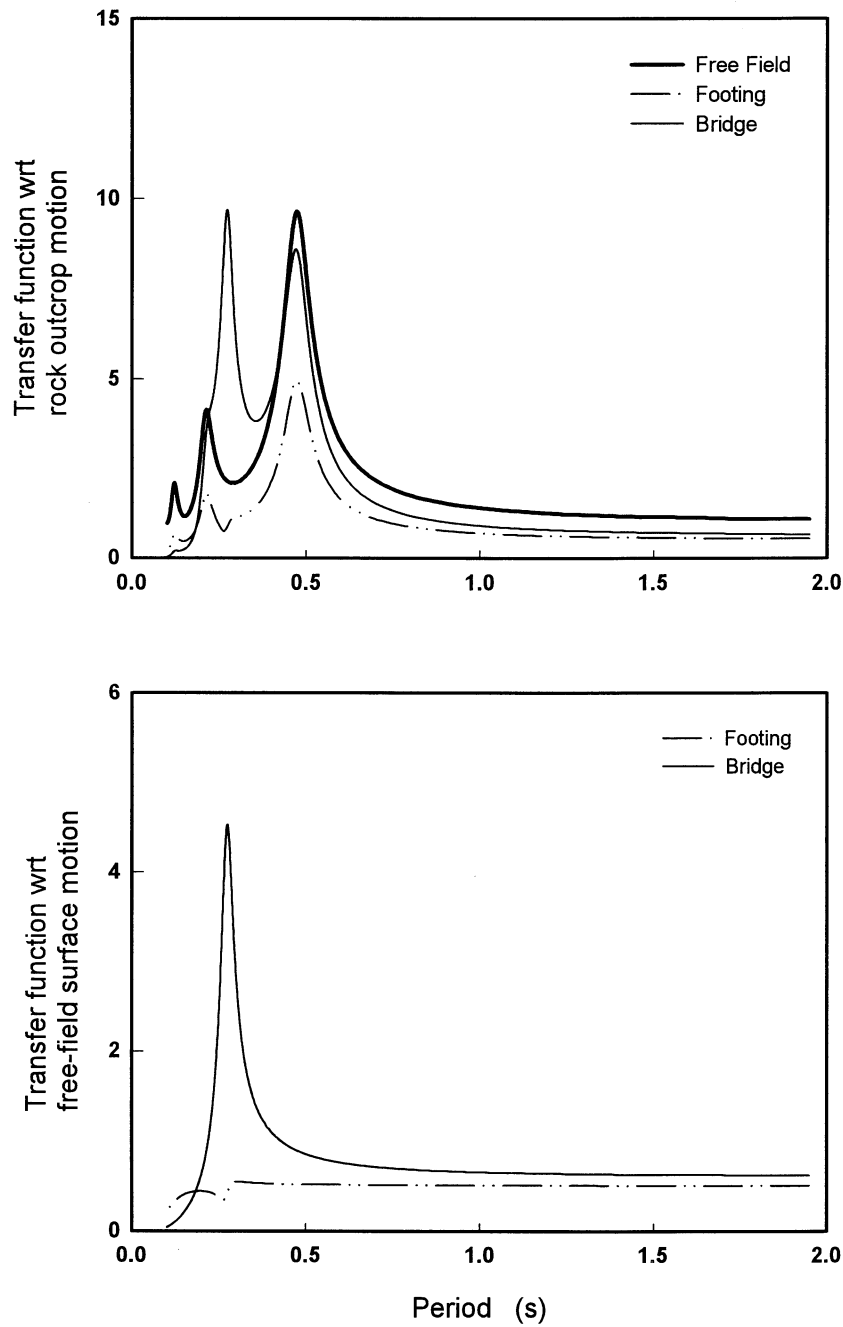 15
10
5
0
Transfer function wrt
rock outcrop motion
Free Field
Footing
Bridge
0.0 0.5 1.0 1.5 2.0
6
4
2
0
Transfer function wrt
free-field surface motion
Footing
Bridge
0.0 0.5 1.0 1.5 2.0
Period (s)